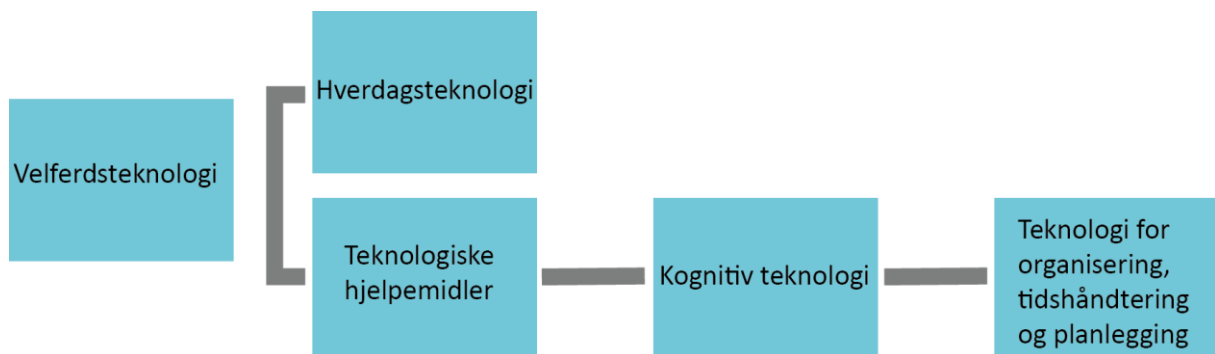 Velferdsteknologi
Hverdagsteknologi
Teknologiske
hjelpemidler
Kognitiv teknologi
Teknologi for
organisering,
tidshåndtering
og planlegging